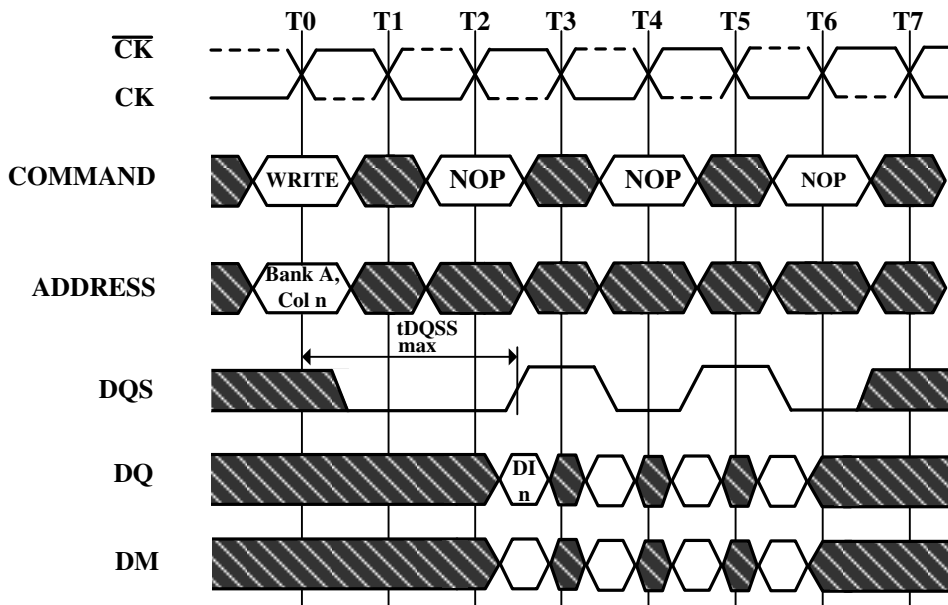 T0 T1 T2 T3 T4 T5 T6 T7
CK
CK
COMMAND WRITE NOP NOP NOP
ADDRESS Bank A,
Col n
tDQSS
max
DQS
DQ DI
n
DM